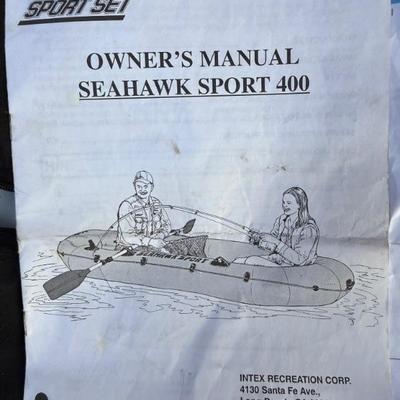 SPORT SET
OWNER'S MANUAL
SEAHAWK SPORT 400
INTEX RECREATION CORP.
4130 Santa Fe Ave.,